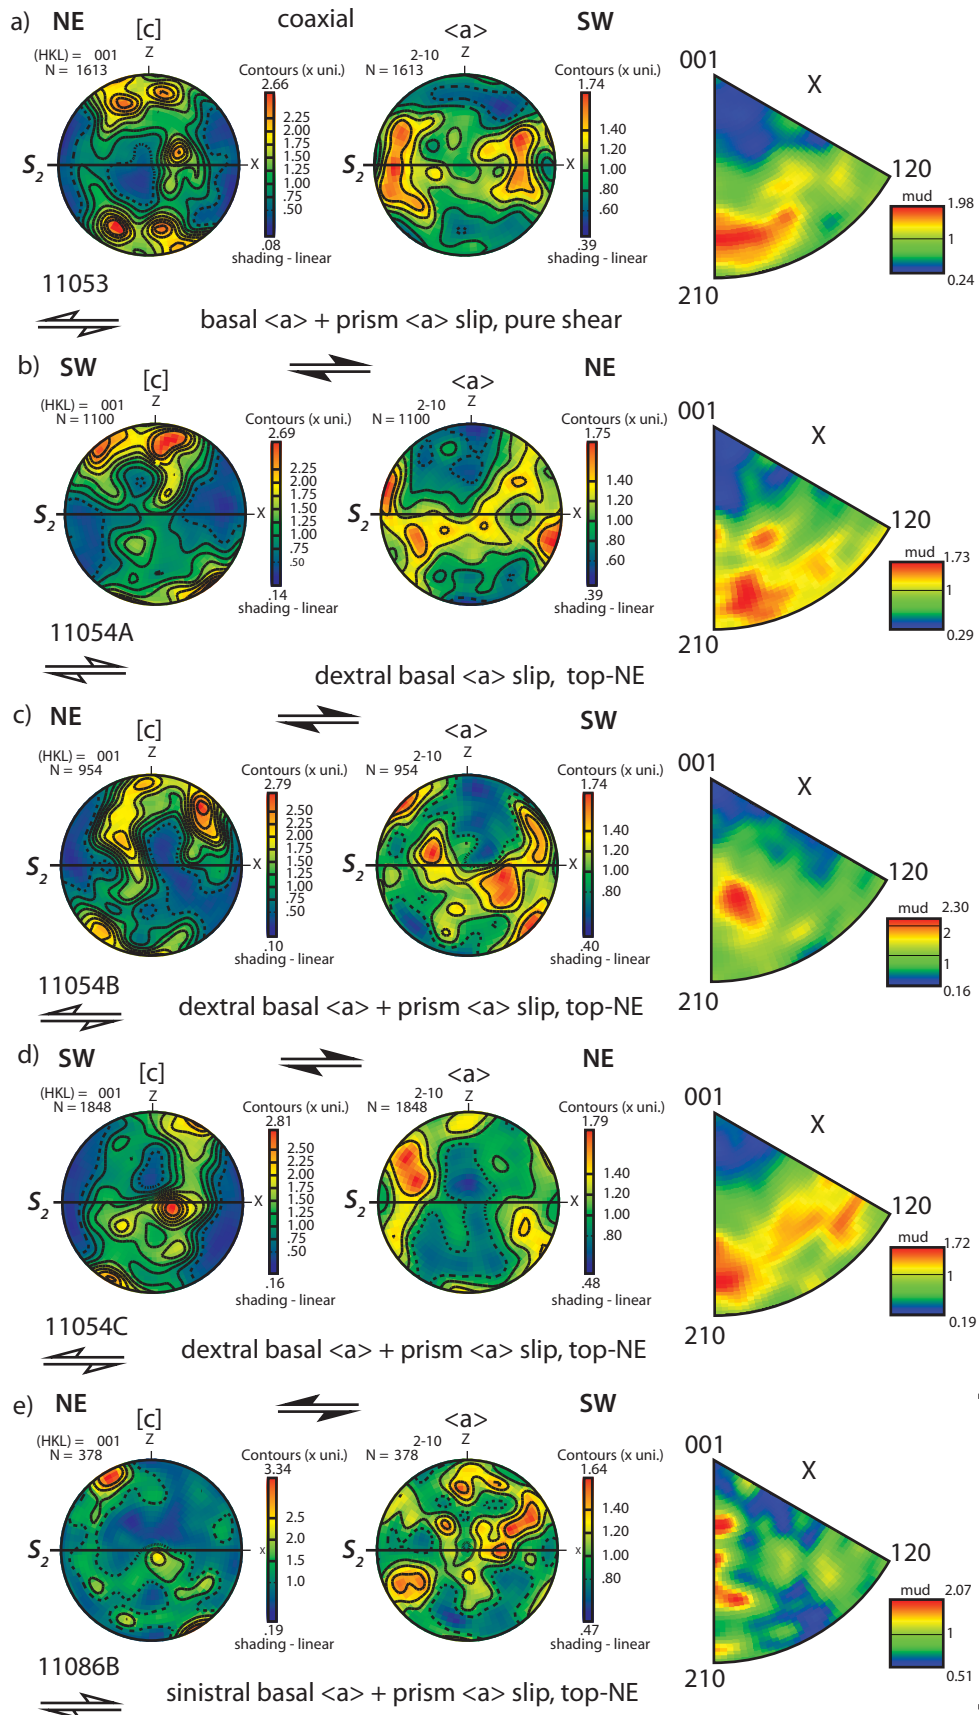 a) NE [c] coaxial <a> SW
(HKL) = 001
N = 1613
Z
Contours (x uni.)
2.66
2.25
2.00
1.75
1.50
1.25
1.00
.75
.50
.08
shading - linear
S2
X
2-10
N = 1613
Z
Contours (x uni.)
1.74
1.40
1.20
1.00
.80
.60
.39
shading - linear
X
001
X
120
210
mud
1.98
1
0.24
11053
basal <a> + prism <a> slip, pure shear
b) SW [c] <a> NE
(HKL) = 001
N = 1100
Z
Contours (x uni.)
2.69
2.25
2.00
1.75
1.50
1.25
1.00
.75
.50
.14
shading - linear
S2
X
2-10
N = 1100
Z
Contours (x uni.)
1.75
1.40
1.20
1.00
.80
.60
.39
shading - linear
S2
X
001
X
120
210
mud
1.73
1
0.29
11054A
dextral basal <a> slip, top-NE
c) NE [c] <a> SW
(HKL) = 001
N = 954
Z
Contours (x uni.)
2.79
2.50
2.25
2.00
1.75
1.50
1.25
1.00
.75
.50
.10
shading - linear
S2
X
2-10
N = 954
Z
Contours (x uni.)
1.74
1.40
1.20
1.00
.80
.40
shading - linear
S2
X
001
X
120
210
mud
2.30
2
1
0.16
11054B
dextral basal <a> + prism <a> slip, top-NE
d) SW [c] <a> NE
(HKL) = 001
N = 1848
Z
Contours (x uni.)
2.81
2.50
2.25
2.00
1.75
1.50
1.25
1.00
.75
.50
.16
shading - linear
S2
X
2-10
N = 1848
Z
Contours (x uni.)
1.79
1.40
1.20
1.00
.80
.48
shading - linear
S2
X
001
X
120
210
mud
1.72
1
0.19
11054C
dextral basal <a> + prism <a> slip, top-NE
e) NE [c] <a> SW
(HKL) = 001
N = 378
Z
Contours (x uni.)
3.34
2.5
2.0
1.5
1.0
.19
shading - linear
S2
x
2-10
N = 378
Z
Contours (x uni.)
1.64
1.40
1.20
1.00
.80
.47
shading - linear
S2
X
001
X
120
210
mud
2.07
1
0.51
11086B
sinistral basal <a> + prism <a> slip, top-NE